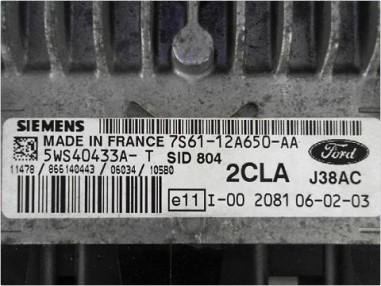 SIEMENS
MADE IN FRANCE 7S61-12A650-AA
5WS40433A- T SID 804
Ford
11478 / 866140443 / 06034 / 10580
2CLA J38AC
e11 I-00 2081 06-02-03